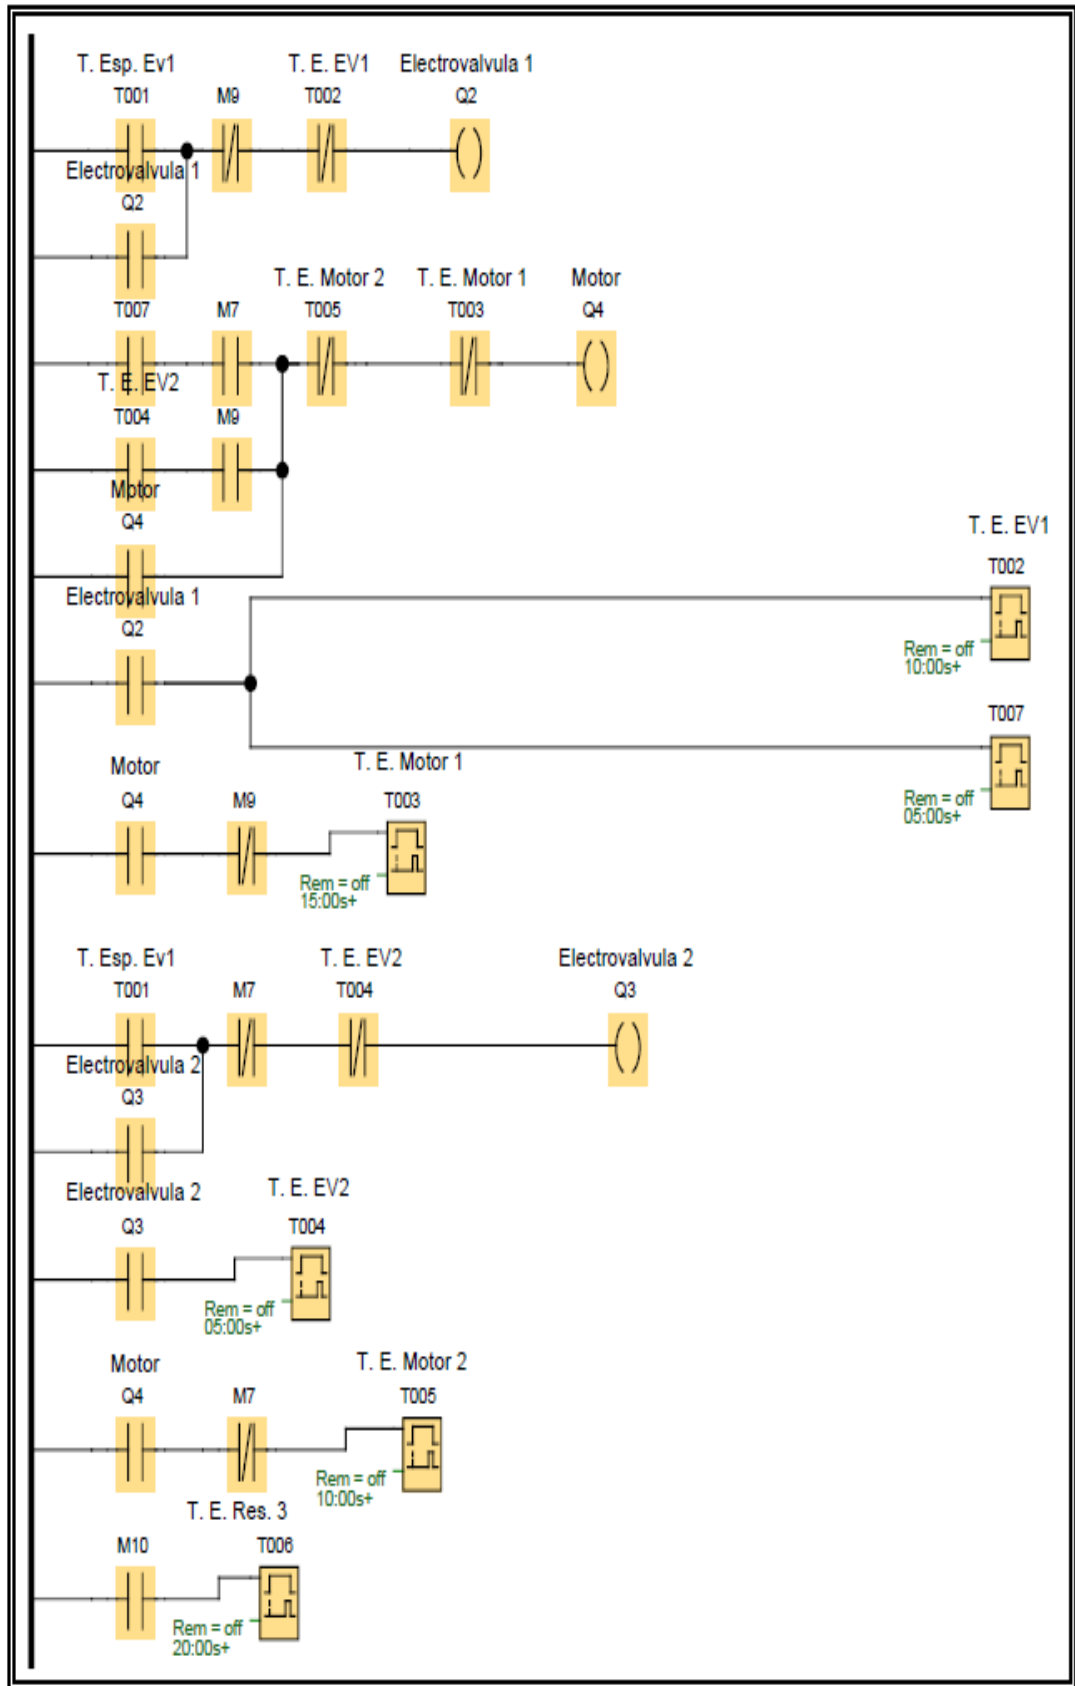 T. Esp. Ev1 T. E. EV1 Electrovalvula 1
T001 M9 T002 Q2
Electrovalvula 1
Q2
T. E. Motor 2 T. E. Motor 1 Motor
T007 M7 T005 T003 Q4
T. E. EV2
T004 M9
Motor
Q4
T. E. EV1
T002
Electrovalvula 1
Q2
Rem = off
10:00s+
T007
Motor T. E. Motor 1
Q4 M9 T003
Rem = off
05:00s+
Rem = off
15:00s+
T. Esp. Ev1 T. E. EV2 Electrovalvula 2
T001 M7 T004 Q3
Electrovalvula 2
Q3
Electrovalvula 2 T. E. EV2
Q3 T004
Rem = off
05:00s+
Motor T. E. Motor 2
Q4 M7 T005
Rem = off
10:00s+
T. E. Res. 3
M10 T006
Rem = off
20:00s+